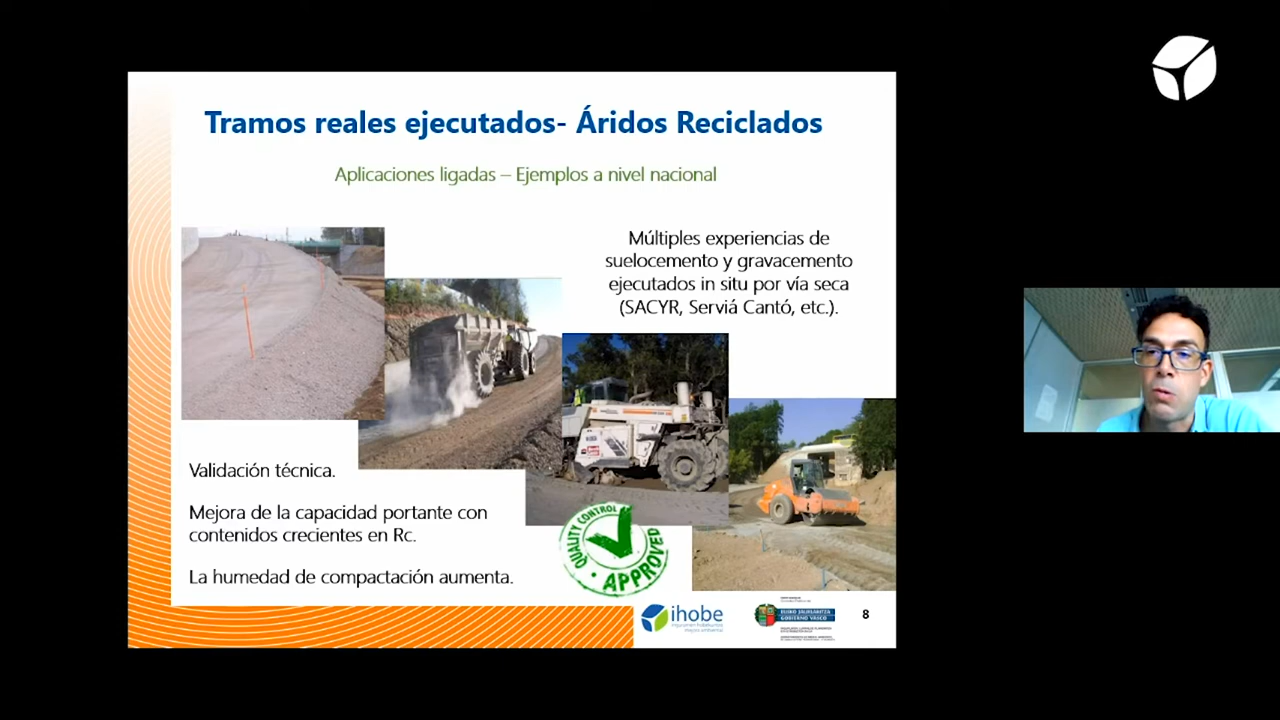 Tramos reales ejecutados- Áridos Reciclados
Aplicaciones ligadas – Ejemplos a nivel nacional
Múltiples experiencias de
suelocemento y gravacemento
ejecutados in situ por vía seca
(SACYR, Serviá Cantó, etc.).
Validación técnica.
Mejora de la capacidad portante con
contenidos crecientes en Rc.
La humedad de compactación aumenta.
QUALITY CONTROL
APPROVED
ihobe
EUSKO JAURLARITZA
GOBIERNO VASCO
8